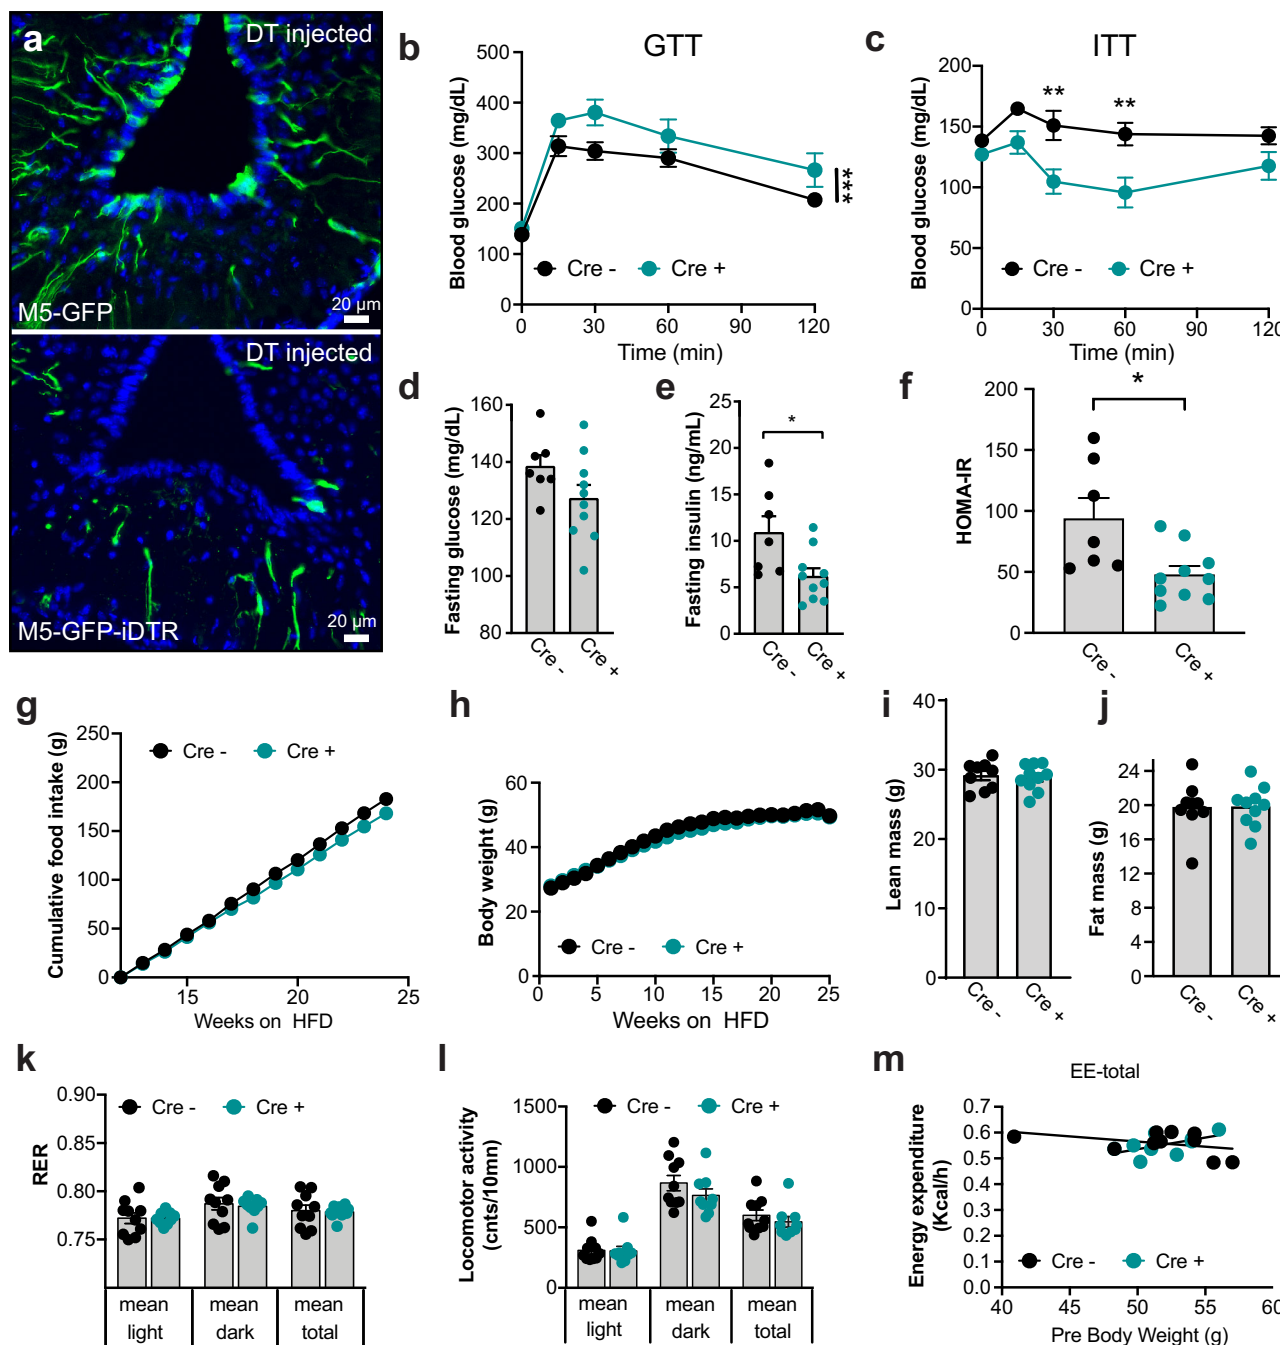 a
DT injected
M5-GFP
20 µm
DT injected
M5-GFP-iDTR
20 µm
b
GTT
Blood glucose (mg/dL)
500
400
300
200
100
0
0
30
60
90
120
Time (min)
Cre -
Cre +
***
c
ITT
Blood glucose (mg/dL)
200
150
100
50
0
**
**
Cre -
Cre +
0
30
60
90
120
Time (min)
d
Fasting glucose (mg/dL)
160
140
120
100
80
Cre -
Cre +
e
Fasting insulin (ng/mL)
25
20
15
10
5
0
*
Cre -
Cre +
f
HOMA-IR
200
150
100
50
0
*
Cre -
Cre +
g
Cumulative food intake (g)
250
200
150
100
50
0
Cre -
Cre +
15
20
25
Weeks on HFD
h
Body weight (g)
60
40
20
0
Cre -
Cre +
0
5
10
15
20
25
Weeks on HFD
i
Lean mass (g)
40
30
20
10
0
Cre -
Cre +
j
Fat mass (g)
24
20
16
12
8
4
0
Cre -
Cre +
k
RER
0.90
0.85
0.80
0.75
Cre -
Cre +
mean light
mean dark
mean total
l
Locomotor activity
(cnts/10mn)
1500
1000
500
0
Cre -
Cre +
mean light
mean dark
mean total
m
EE-total
Energy expenditure
(Kcal/h)
0.7
0.6
0.5
0.4
0.3
0.2
0.1
0.0
Cre -
Cre +
40
45
50
55
60
Pre Body Weight (g)